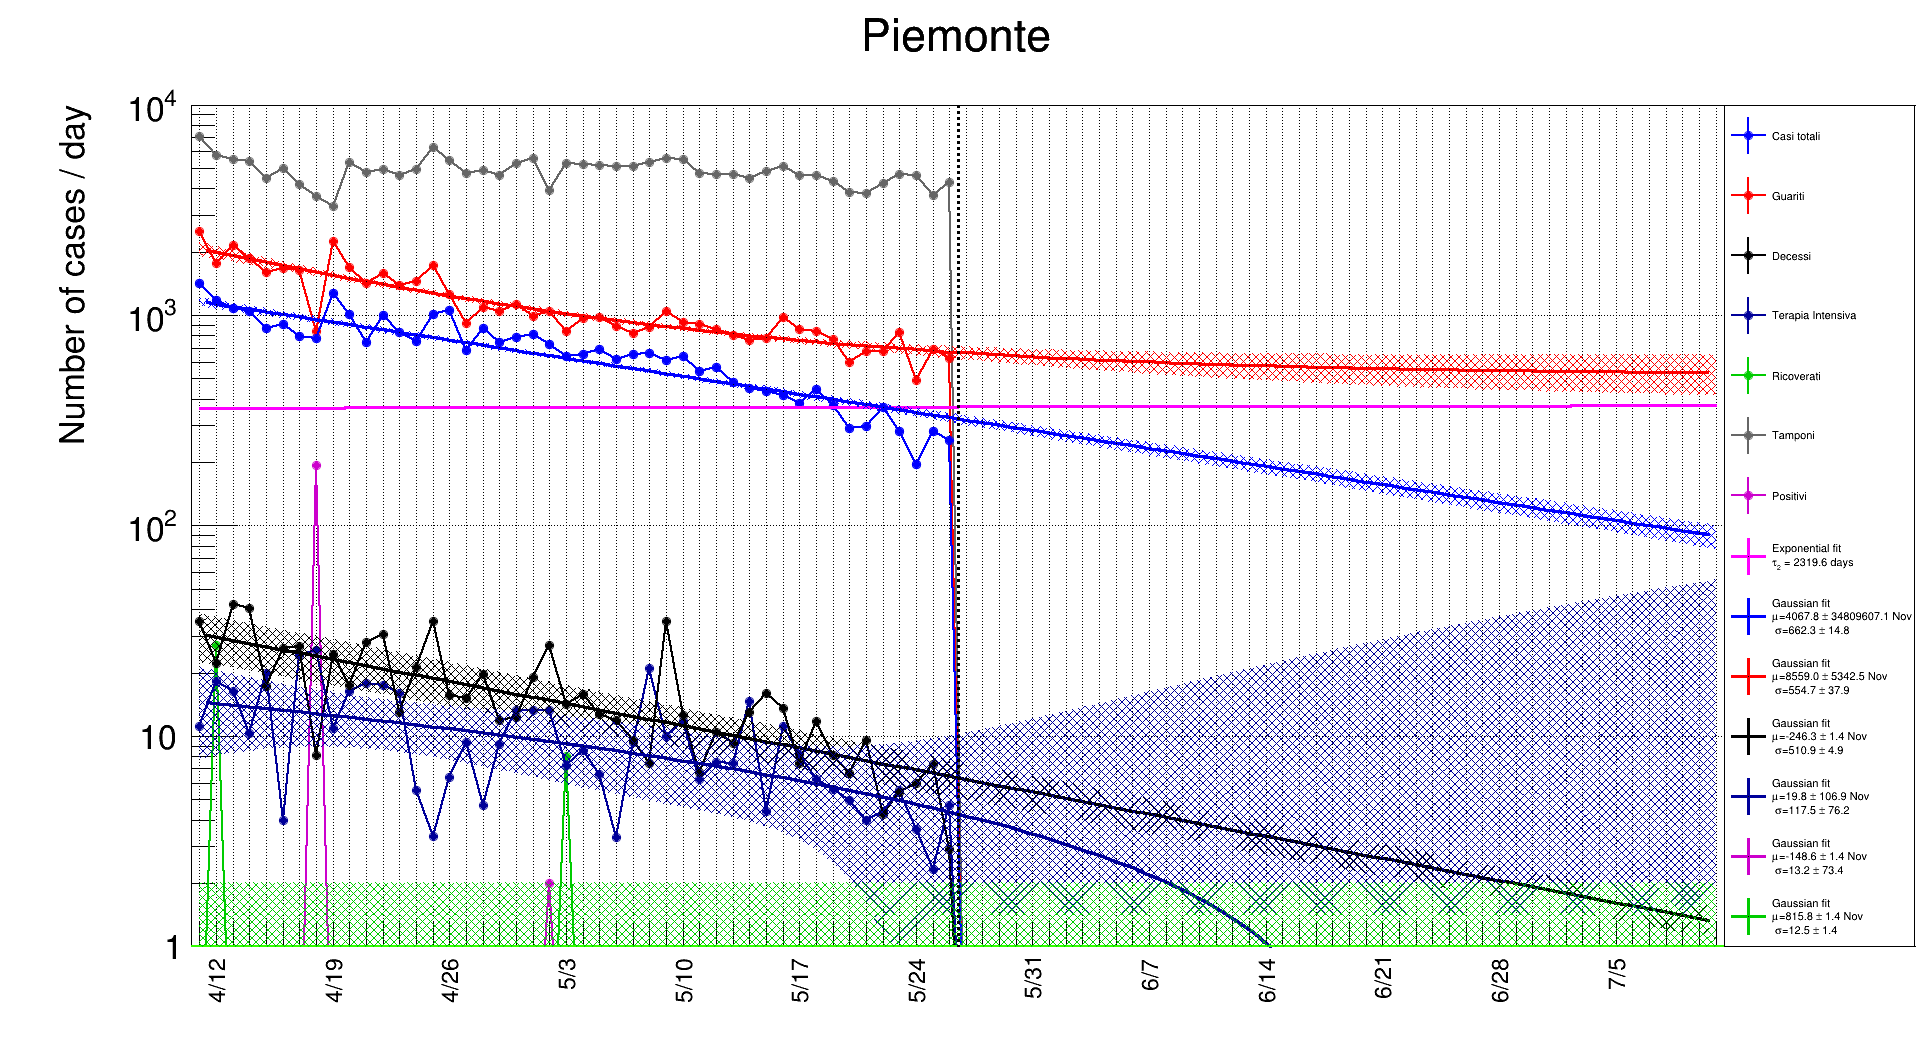 Piemonte
Number of cases / day
10⁴
10³
10²
10
1
4/12
4/19
4/26
5/3
5/10
5/17
5/24
5/31
6/7
6/14
6/21
6/28
7/5
Casi totali
Guariti
Decessi
Terapia Intensiva
Ricoverati
Tamponi
Positivi
Exponential fit
τ₂ = 2319.6 days
Gaussian fit
μ=4067.8 ± 34809607.1 Nov
σ=662.3 ± 14.8
Gaussian fit
μ=8559.0 ± 5342.5 Nov
σ=554.7 ± 37.9
Gaussian fit
μ=-246.3 ± 1.4 Nov
σ=510.9 ± 4.9
Gaussian fit
μ=19.8 ± 106.9 Nov
σ=117.5 ± 76.2
Gaussian fit
μ=-148.6 ± 1.4 Nov
σ=13.2 ± 73.4
Gaussian fit
μ=815.8 ± 1.4 Nov
σ=12.5 ± 1.4